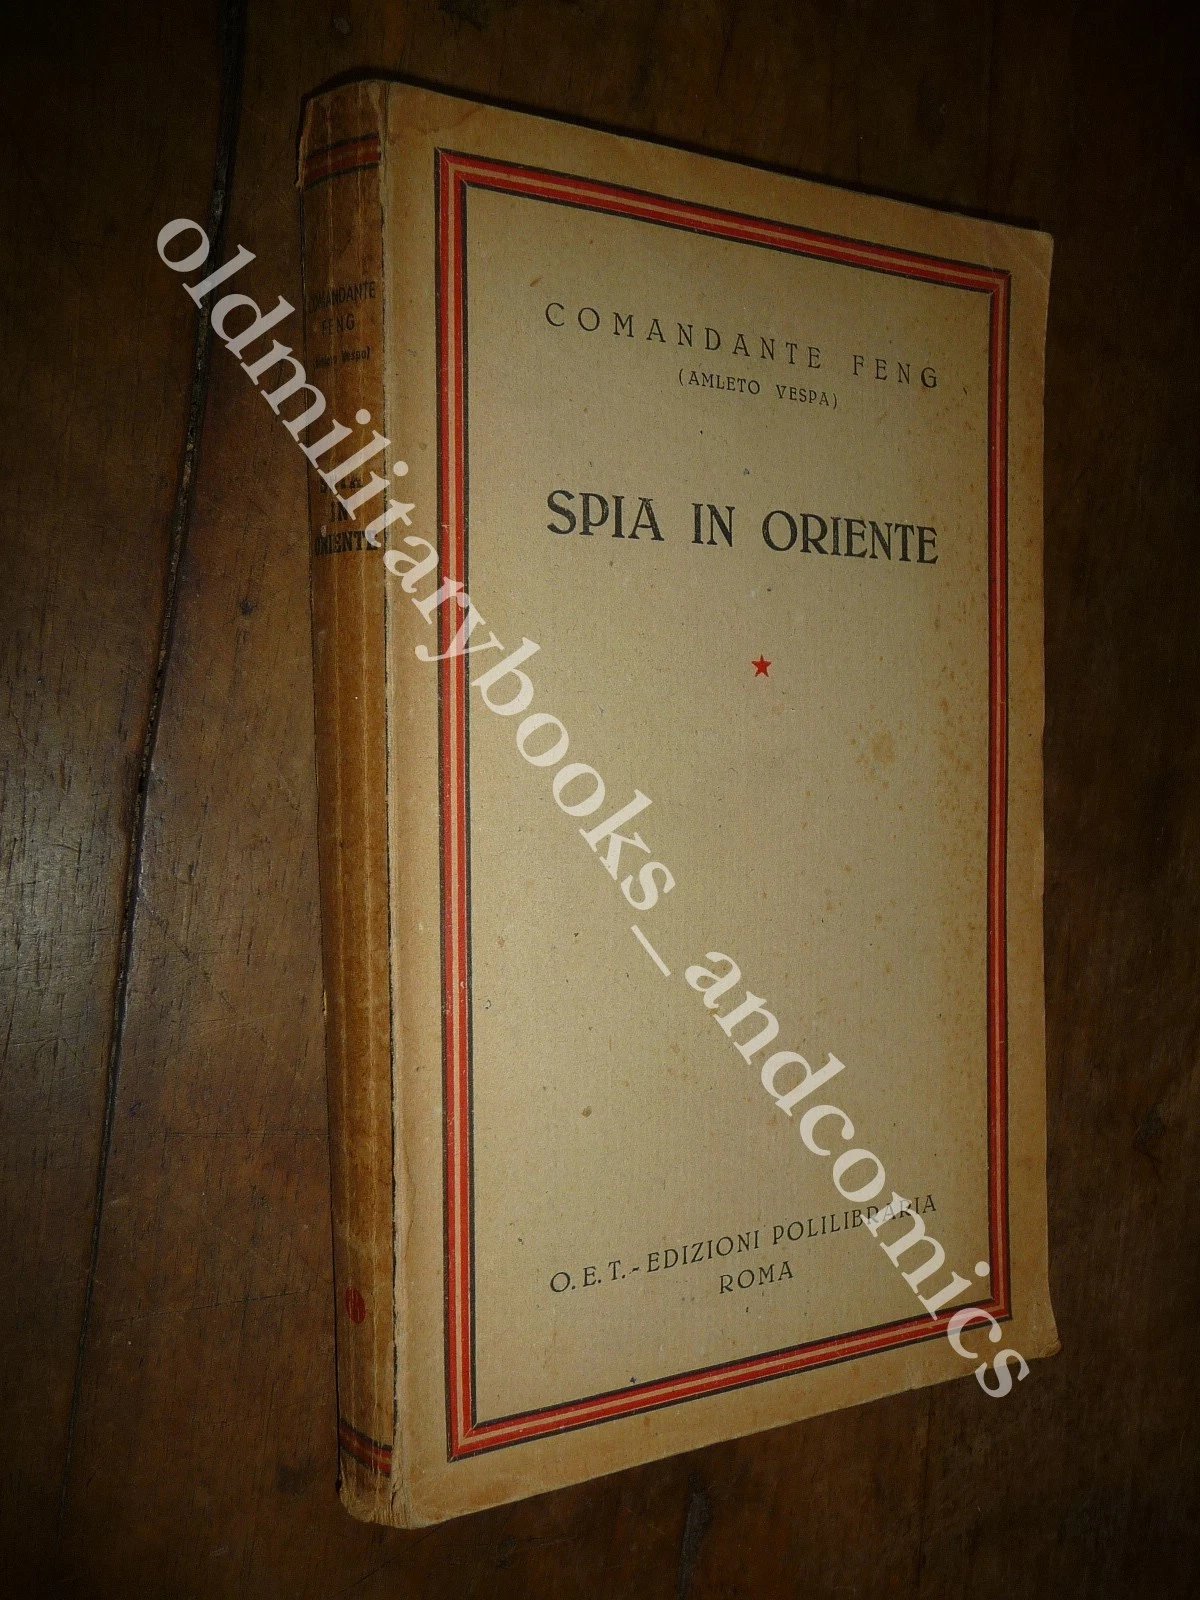 COMANDANTE
FENG
IN
ORIENTE
COMANDANTE FENG
(AMLETO VESPA)
SPIA IN ORIENTE
O.E.T.-EDIZIONI POLILIBRARIA
ROMA
oldmilitarybooks_andcomics